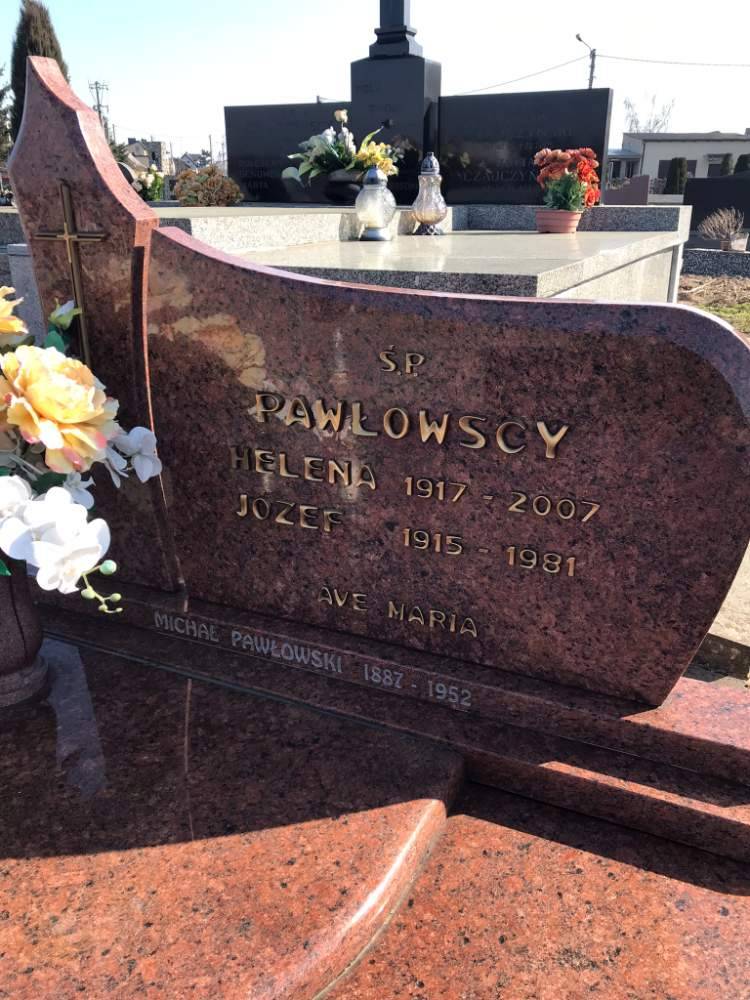 Ś.P.
PAWŁOWSCY
HELENA 1917 - 2007
JÓZEF 1915 - 1981
AVE MARIA
MICHAŁ PAWŁOWSKI 1887 - 1952